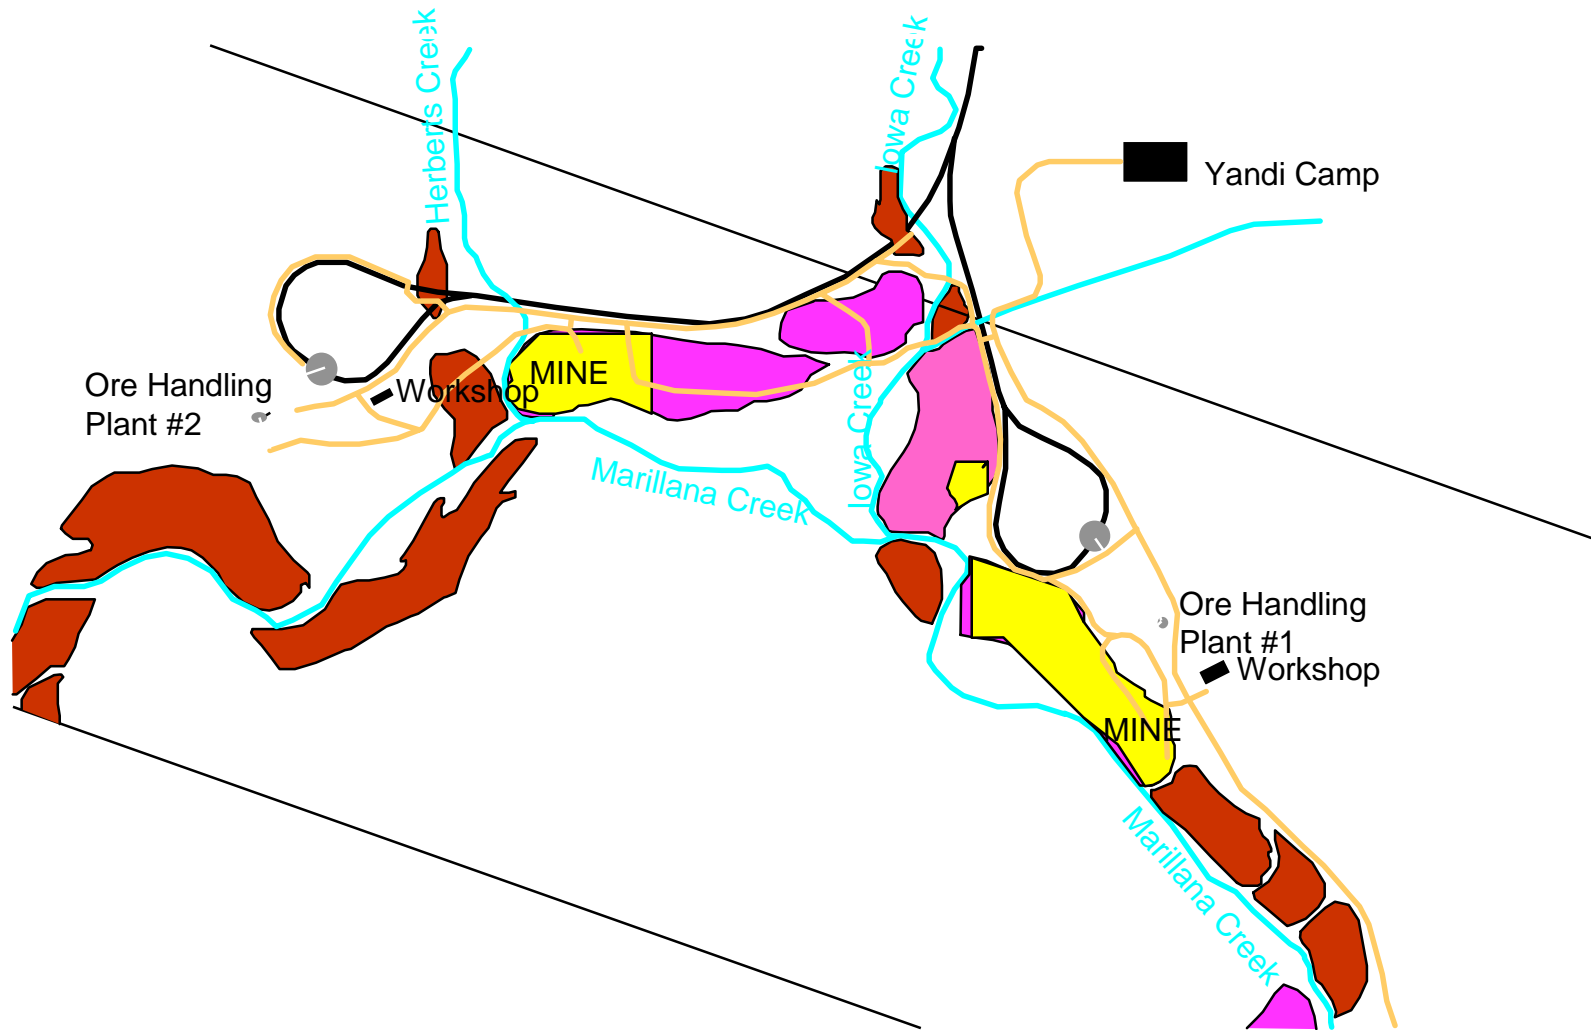 Herberts Creek
Iowa Creek
Yandi Camp
Ore Handling
Plant #2
Workshop
MINE
Iowa Creek
Marillana Creek
Ore Handling
Plant #1
Workshop
MINE
Marillana Creek